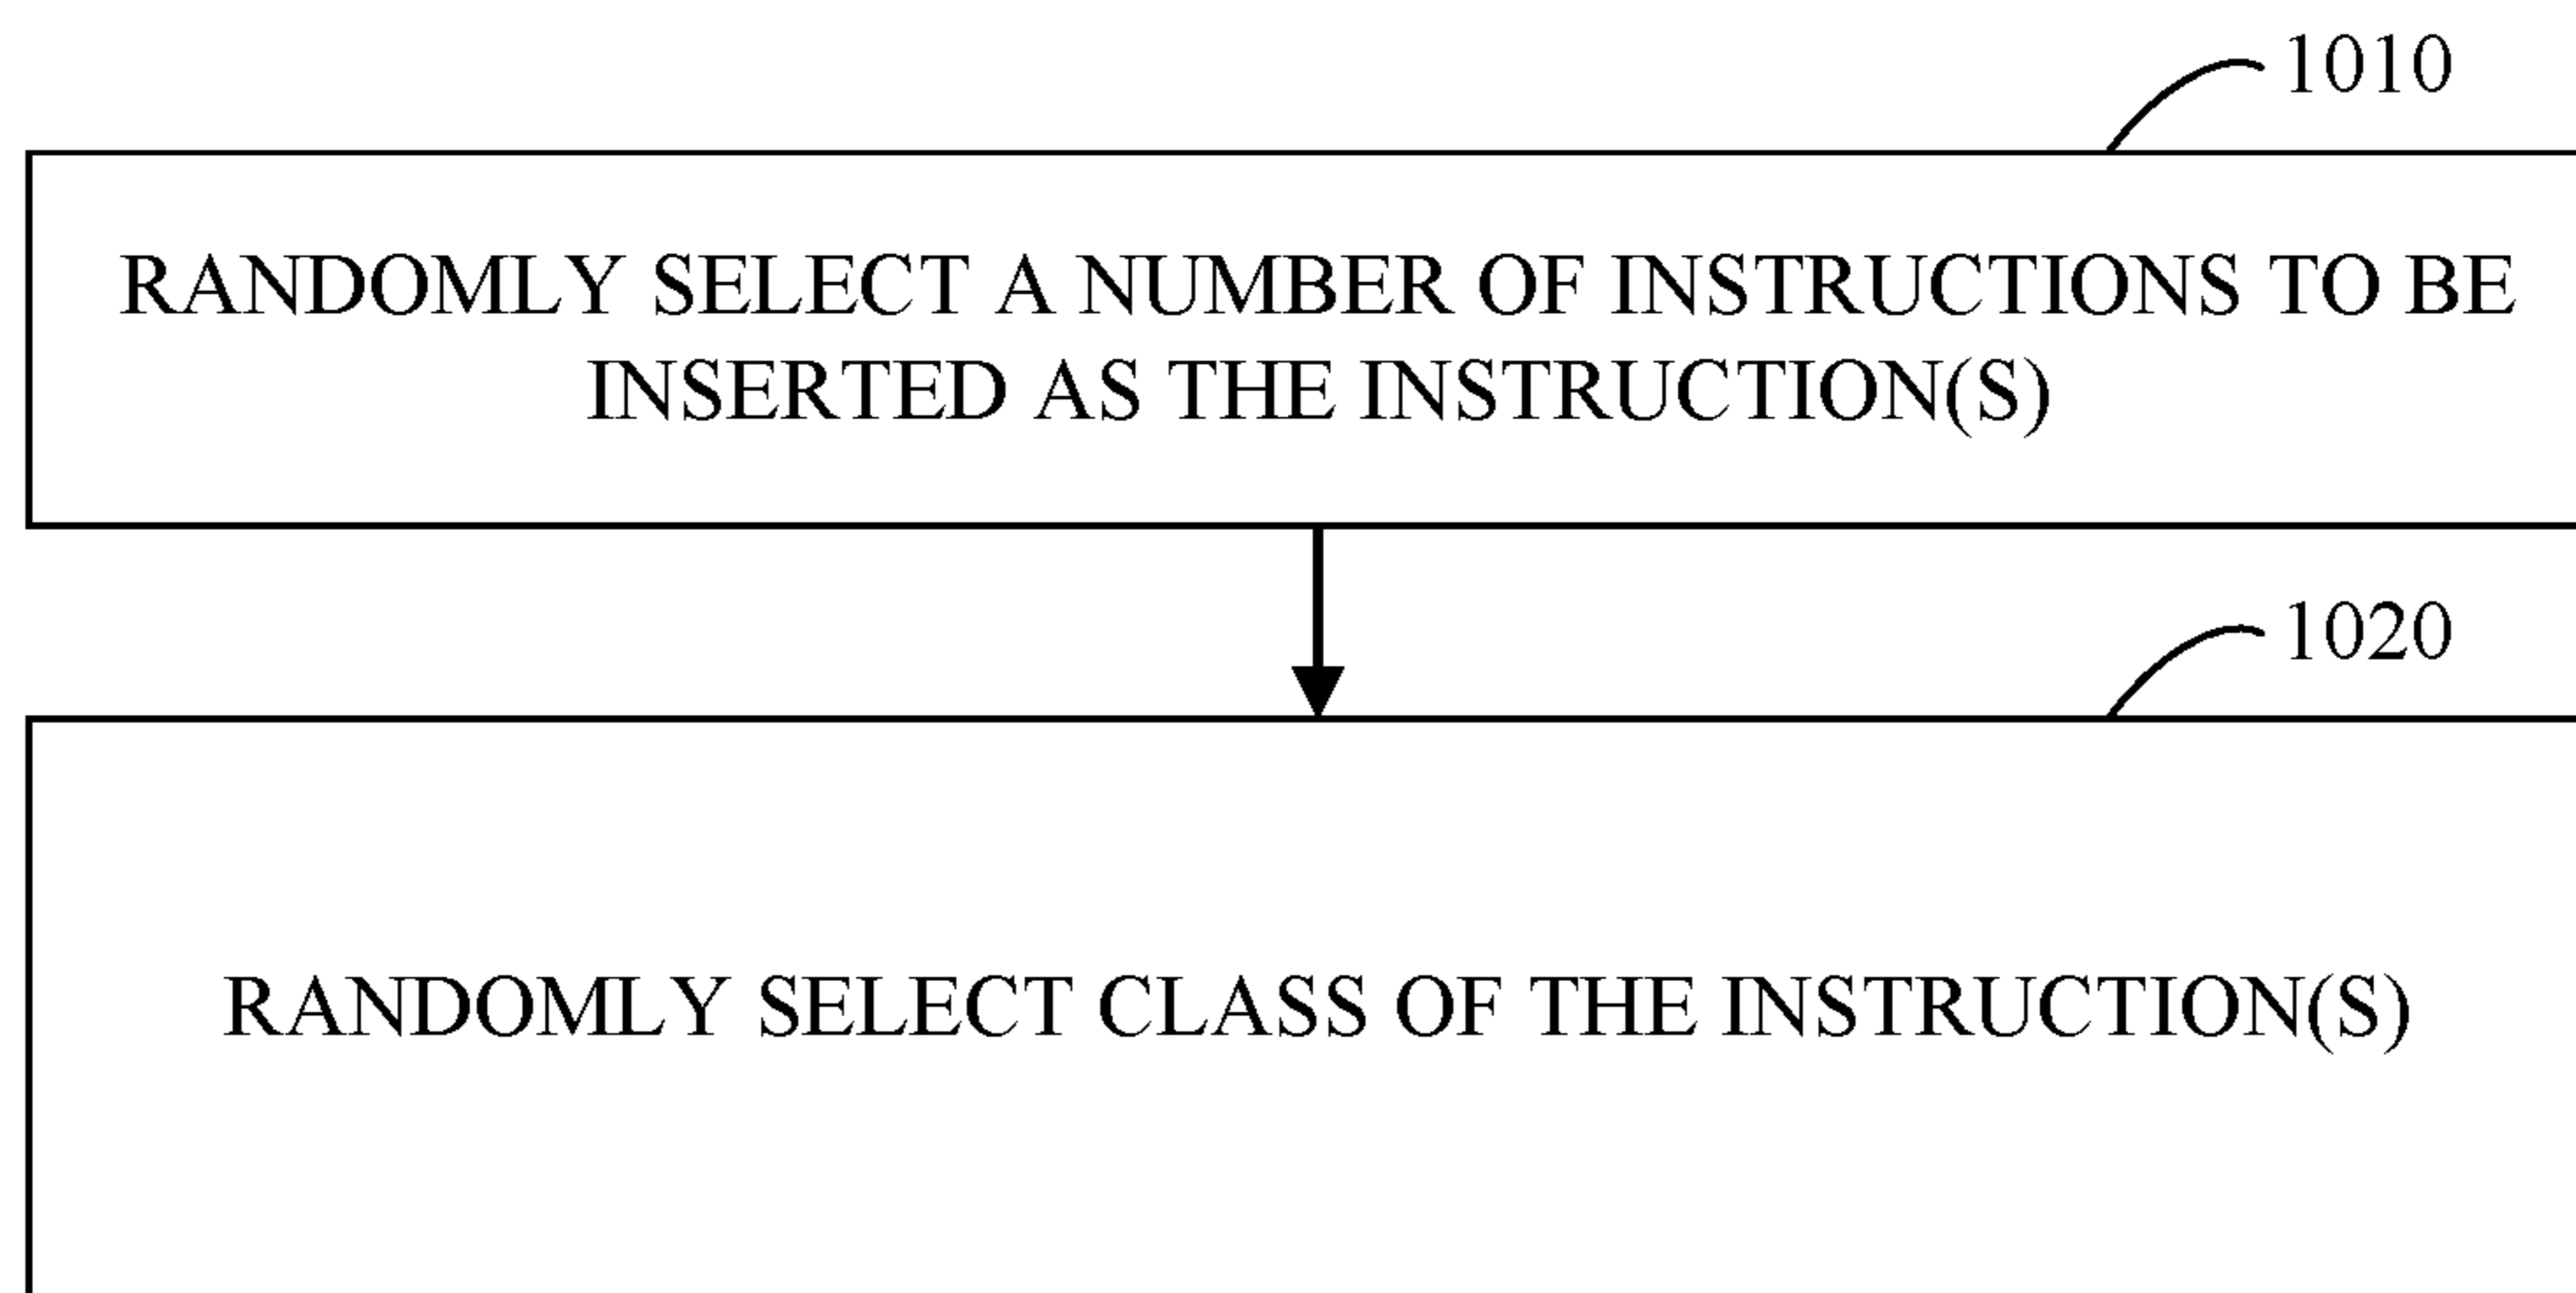 1010
RANDOMLY SELECT A NUMBER OF INSTRUCTIONS TO BE
INSERTED AS THE INSTRUCTION(S)
1020
RANDOMLY SELECT CLASS OF THE INSTRUCTION(S)